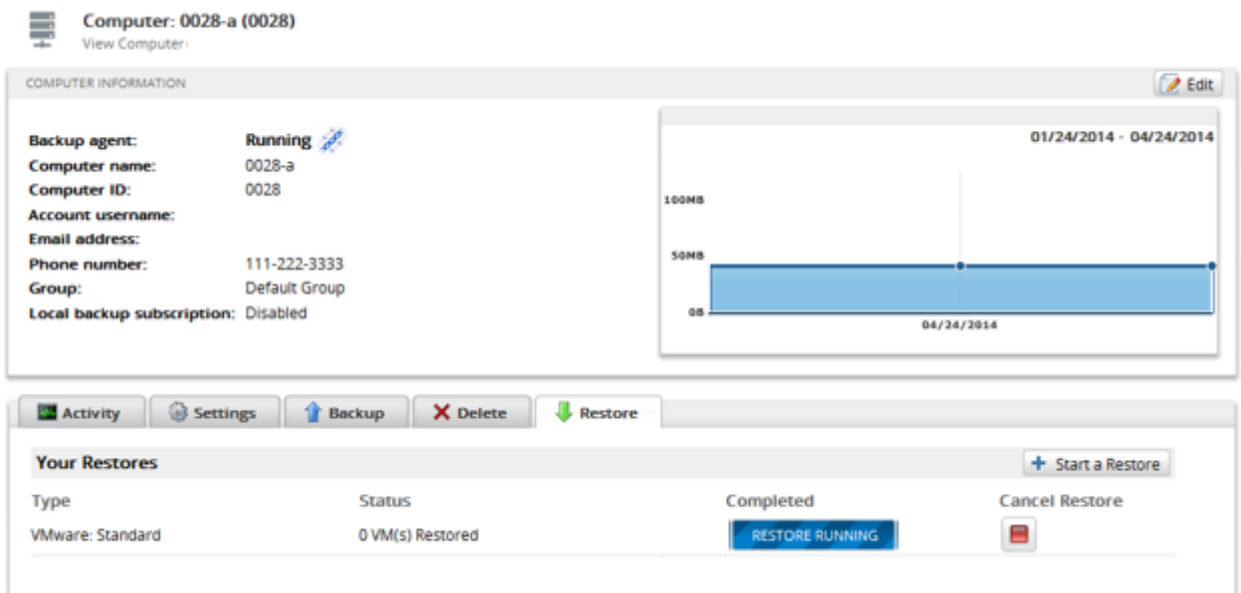 Computer: 0028-a (0028)
View Computer
COMPUTER INFORMATION
Edit
Backup agent: Running
Computer name: 0028-a
Computer ID: 0028
Account username:
Email address:
Phone number: 111-222-3333
Group: Default Group
Local backup subscription: Disabled
01/24/2014 - 04/24/2014
100MB
50MB
0B
04/24/2014
Activity Settings Backup Delete Restore
Your Restores + Start a Restore
Type Status Completed Cancel Restore
VMware: Standard 0 VM(s) Restored RESTORE RUNNING